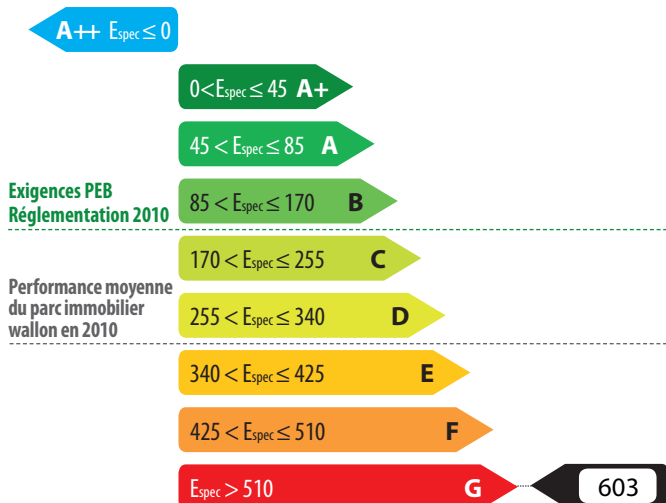 A++ Espec ≤ 0
0 < Espec ≤ 45 A+
45 < Espec ≤ 85 A
Exigences PEB
Réglementation 2010
85 < Espec ≤ 170 B
170 < Espec ≤ 255 C
Performance moyenne
du parc immobilier
wallon en 2010
255 < Espec ≤ 340 D
340 < Espec ≤ 425 E
425 < Espec ≤ 510 F
Espec > 510 G 603